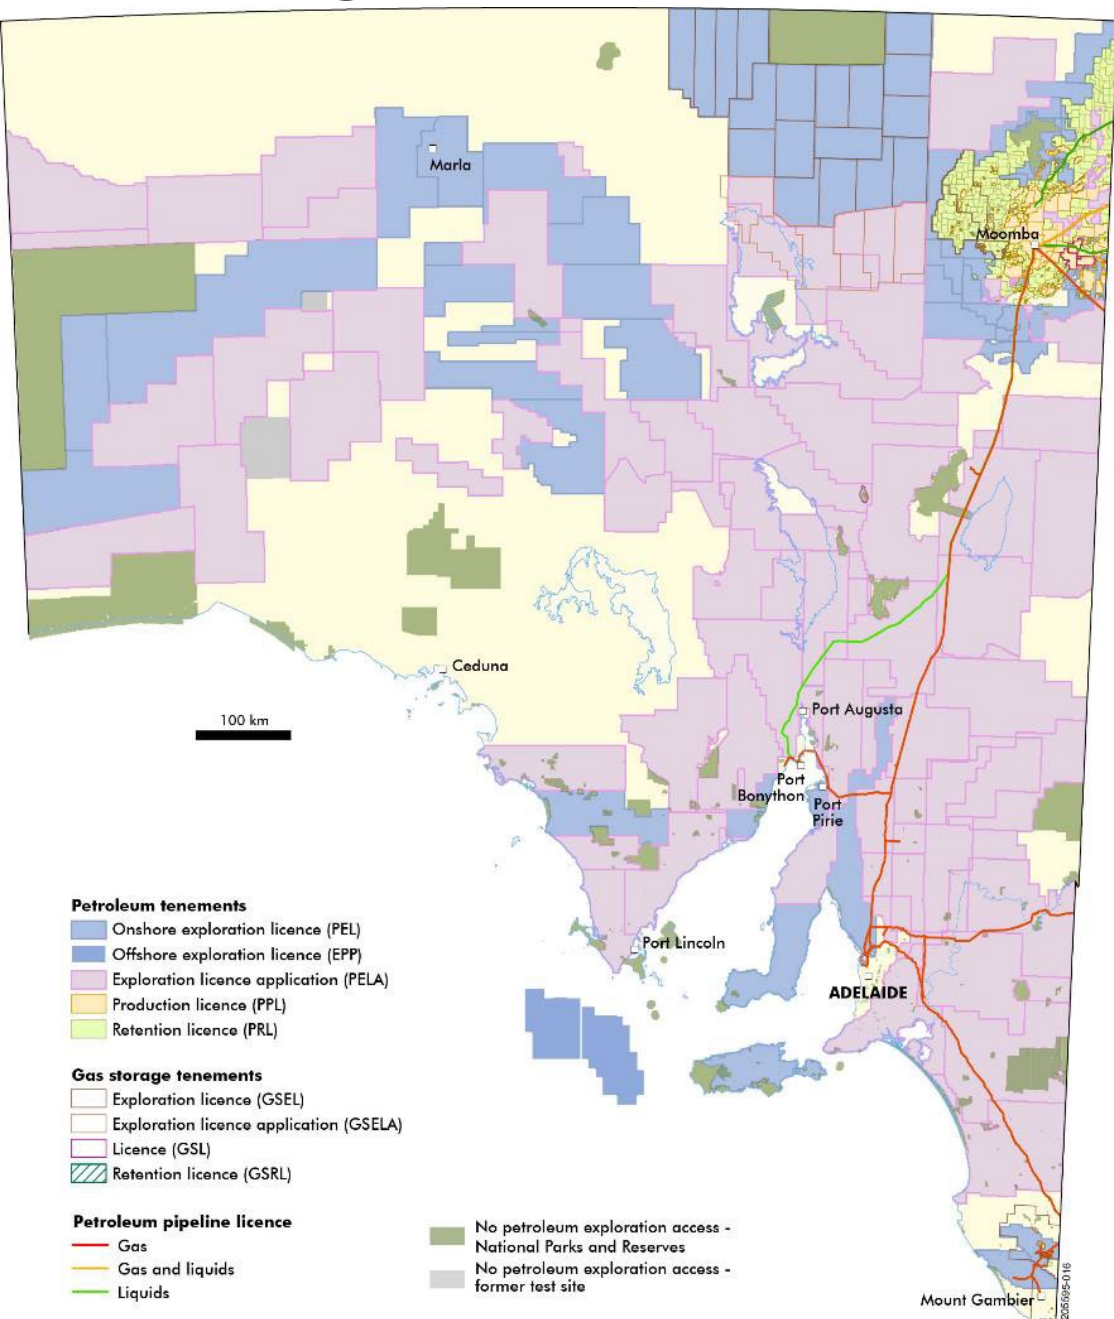 Marla
Moomba
Ceduna
100 km
Port Augusta
Port
Bonython
Port
Pirie
Port Lincoln
ADELAIDE
Mount Gambier
Petroleum tenements
Onshore exploration licence (PEL)
Offshore exploration licence (EPP)
Exploration licence application (PELA)
Production licence (PPL)
Retention licence (PRL)
Gas storage tenements
Exploration licence (GSEL)
Exploration licence application (GSELA)
Licence (GSL)
Retention licence (GSRL)
Petroleum pipeline licence
Gas
Gas and liquids
Liquids
No petroleum exploration access -
National Parks and Reserves
No petroleum exploration access -
former test site
205595-016